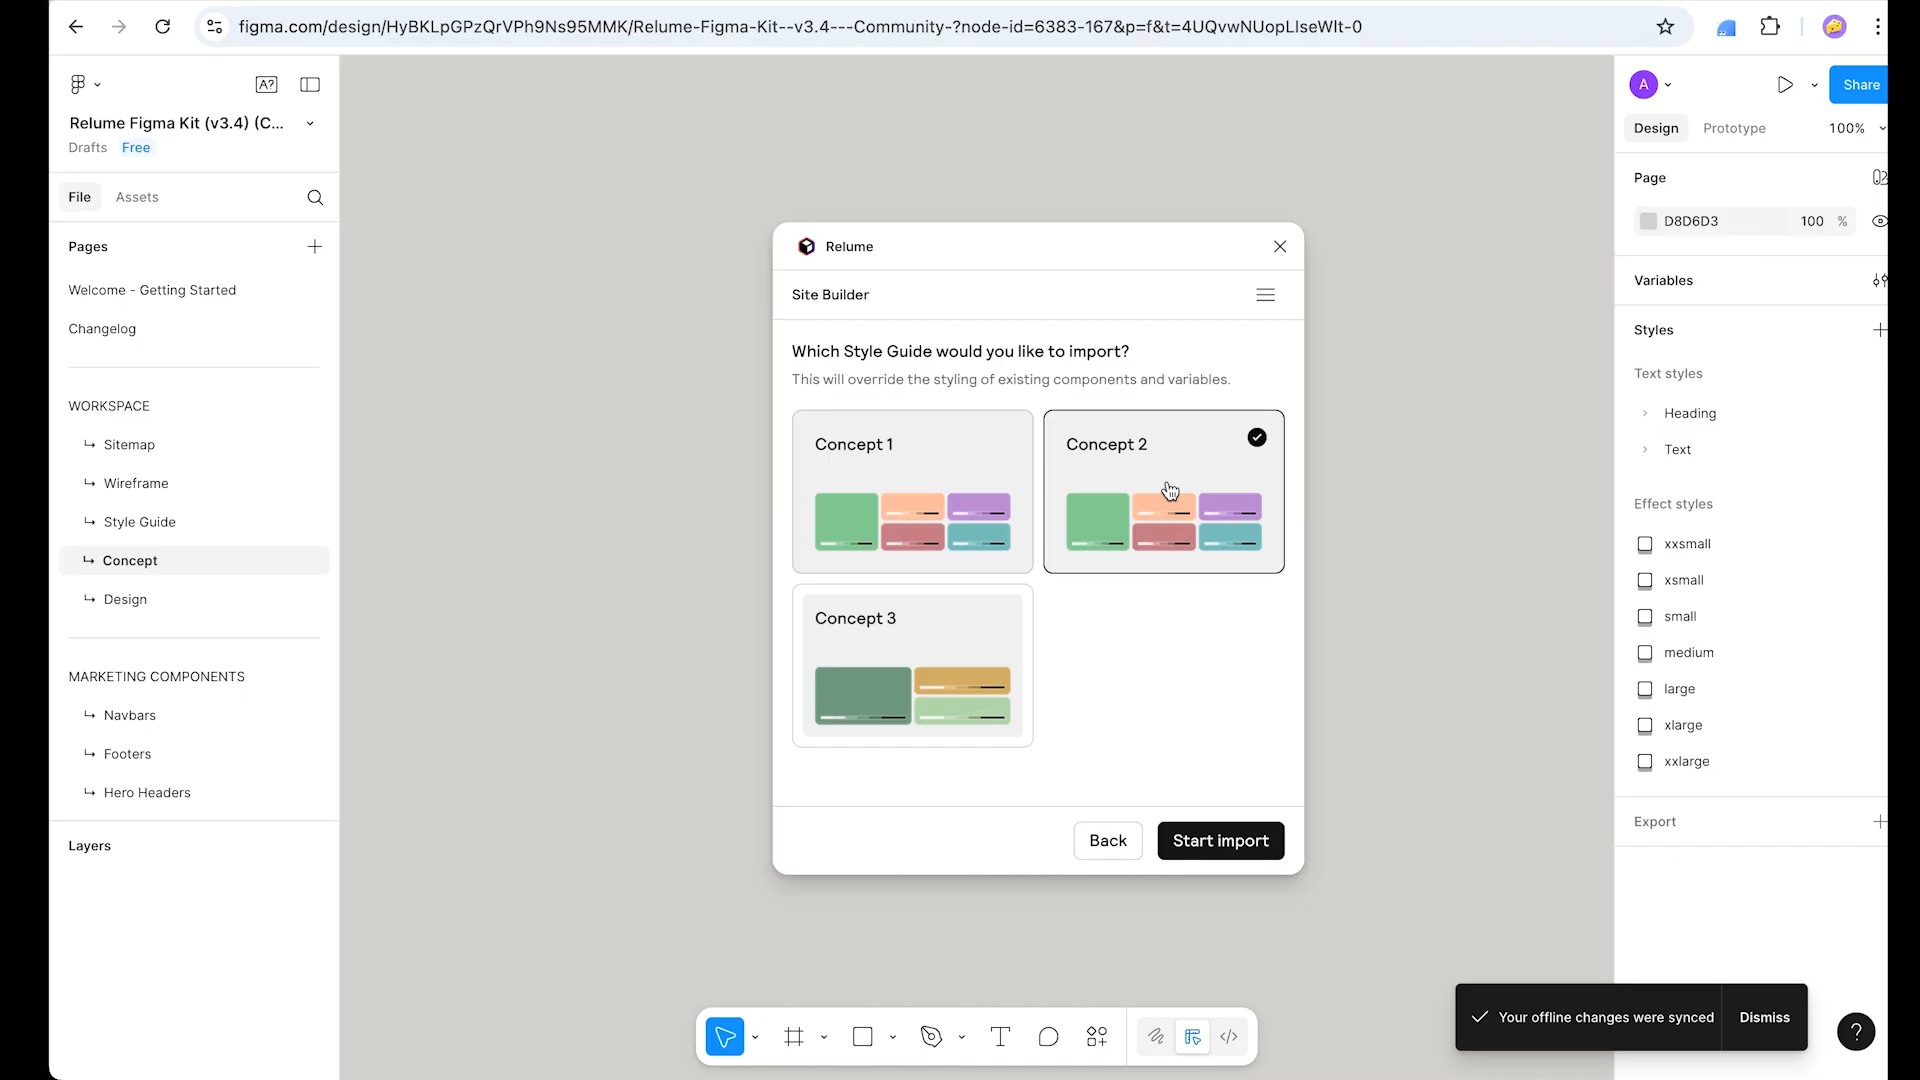 figma.com/design/HyBKLpGPzQrVPh9Ns95MMK/Relume-Figma-Kit--v3.4---Community-?node-id=6383-167&p=f&t=4UQvwNUopLIseWIt-0
A?
Relume Figma Kit (v3.4) (C...
Drafts Free
File Assets
Pages
Welcome - Getting Started
Changelog
WORKSPACE
Sitemap
Wireframe
Style Guide
Concept
Design
MARKETING COMPONENTS
Navbars
Footers
Hero Headers
Layers
Relume
Site Builder
Which Style Guide would you like to import?
This will override the styling of existing components and variables.
Concept 1
Concept 2
Concept 3
Back
Start import
A
Share
Design Prototype 100%
Page
D8D6D3 100 %
Variables
Styles
Text styles
Heading
Text
Effect styles
xxsmall
xsmall
small
medium
large
xlarge
xxlarge
Export
Your offline changes were synced Dismiss
?